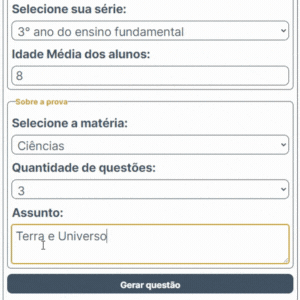 Selecione sua série:
3° ano do ensino fundamental
Idade Média dos alunos:
8
Sobre a prova
Selecione a matéria:
Ciências
Quantidade de questões:
3
Assunto:
Terra e Universo
Gerar questão